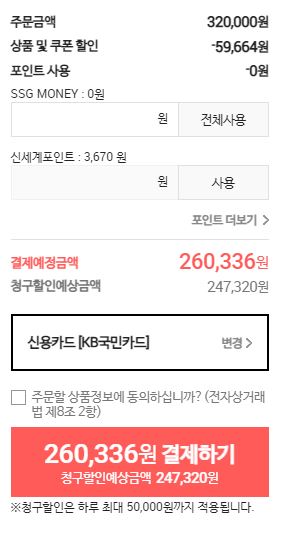 주문금액 320,000원
상품 및 쿠폰 할인 -59,664원
포인트 사용 -0원
SSG MONEY : 0원
원 전체사용
신세계포인트 : 3,670 원
원 사용
포인트 더보기 >
결제예정금액 260,336원
청구할인예상금액 247,320원
신용카드 [KB국민카드] 변경 >
주문할 상품정보에 동의하십니까? (전자상거래
법 제8조 2항)
260,336원 결제하기
청구할인예상금액 247,320원
※청구할인은 하루 최대 50,000원까지 적용됩니다.